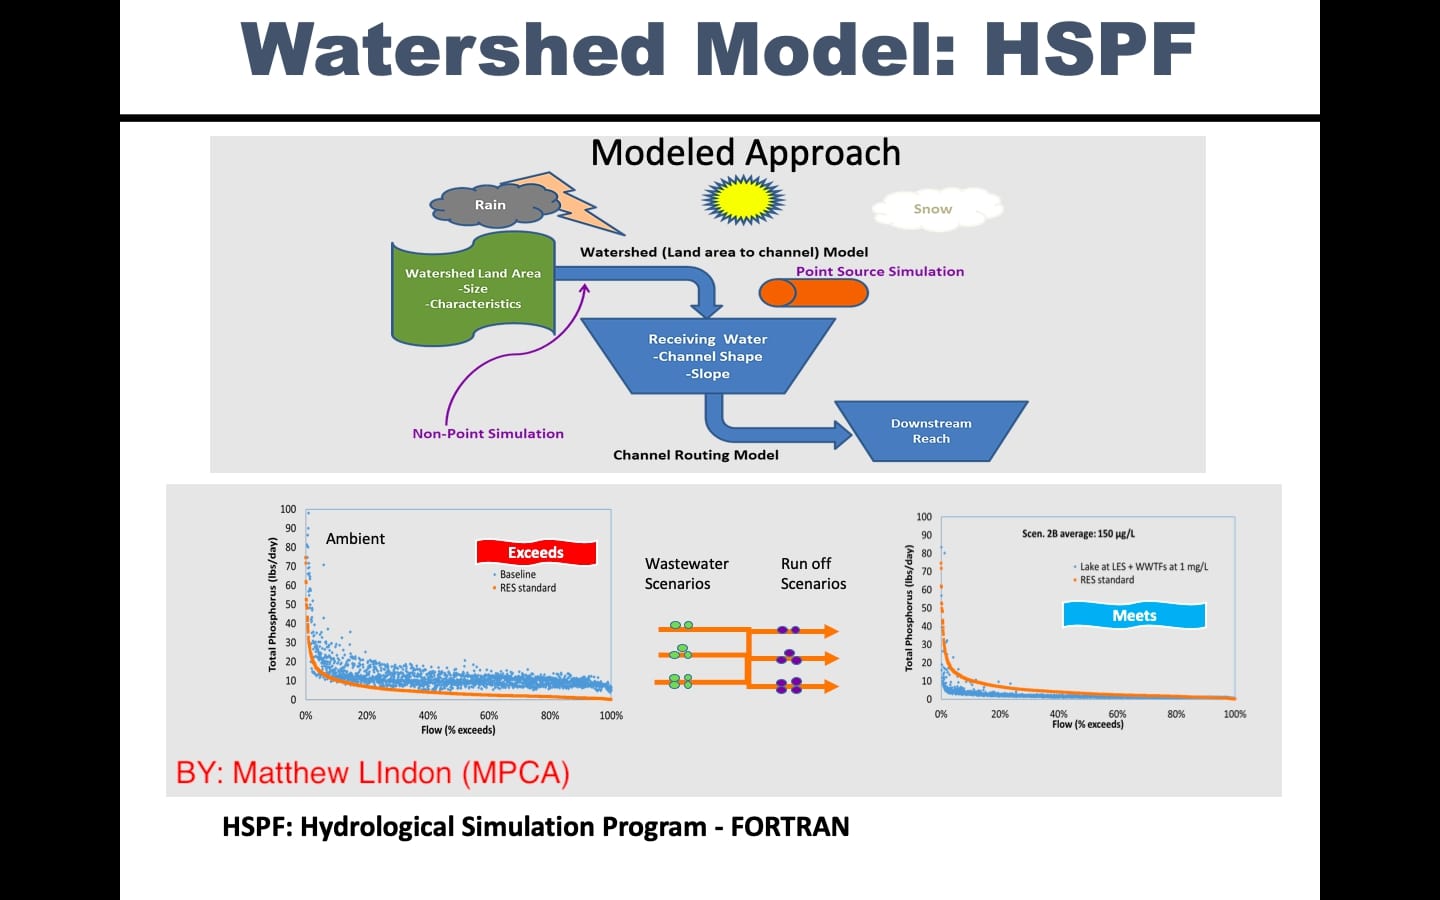 Watershed Model: HSPF
Modeled Approach
Rain
Snow
Watershed (Land area to channel) Model
Point Source Simulation
Watershed Land Area
-Size
-Characteristics
Receiving Water
-Channel Shape
-Slope
Non-Point Simulation
Downstream
Reach
Channel Routing Model
Total Phosphorus (lbs/day)
100
90
80
70
60
50
40
30
20
10
0
Ambient
Exceeds
Baseline
RES standard
0% 20% 40% 60% 80% 100%
Flow (% exceeds)
Wastewater
Scenarios
Run off
Scenarios
Total Phosphorus (lbs/day)
100
90
80
70
60
50
40
30
20
10
0
Scen. 2B average: 150 µg/L
Lake at LES + WWTFs at 1 mg/L
RES standard
Meets
0% 20% 40% 60% 80% 100%
Flow (% exceeds)
BY: Matthew LIndon (MPCA)
HSPF: Hydrological Simulation Program - FORTRAN